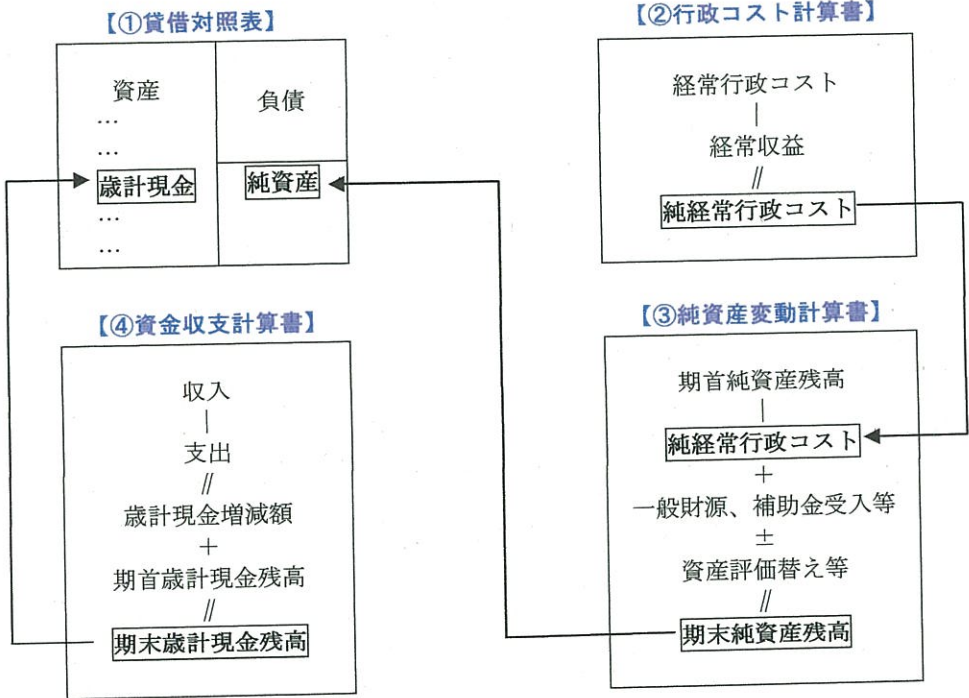 【①貸借対照表】
資産
…
…
歳計現金
…
…
負債
純資産
【②行政コスト計算書】
経常行政コスト
|
経常収益
//
純経常行政コスト
【④資金収支計算書】
収入
|
支出
//
歳計現金増減額
+
期首歳計現金残高
//
期末歳計現金残高
【③純資産変動計算書】
期首純資産残高
|
純経常行政コスト
+
一般財源、補助金受入等
±
資産評価替え等
//
期末純資産残高